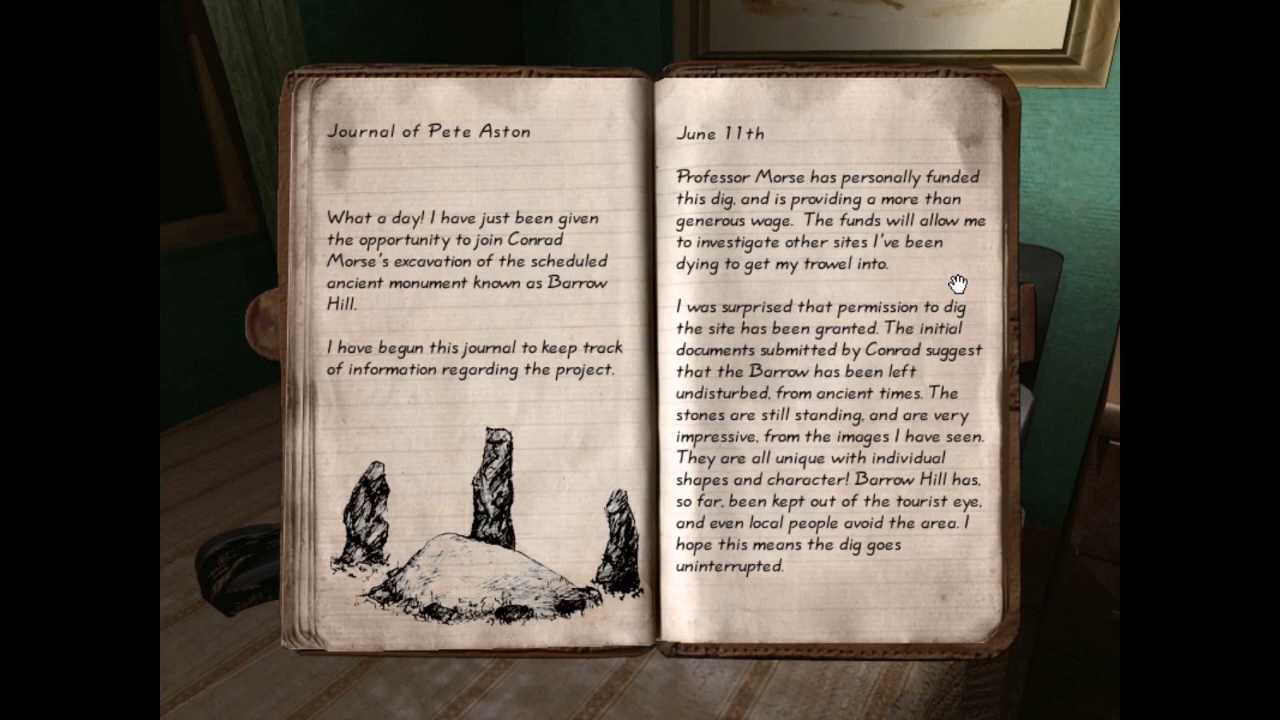 Journal of Pete Aston
What a day! I have just been given
the opportunity to join Conrad
Morse's excavation of the scheduled
ancient monument known as Barrow
Hill.
I have begun this journal to keep track
of information regarding the project.
June 11th
Professor Morse has personally funded
this dig, and is providing a more than
generous wage. The funds will allow me
to investigate other sites I've been
dying to get my trowel into.
I was surprised that permission to dig
the site has been granted. The initial
documents submitted by Conrad suggest
that the Barrow has been left
undisturbed, from ancient times. The
stones are still standing, and are very
impressive, from the images I have seen.
They are all unique with individual
shapes and character! Barrow Hill has,
so far, been kept out of the tourist eye,
and even local people avoid the area. I
hope this means the dig goes
uninterrupted.